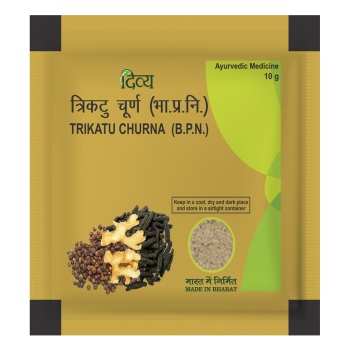 दिव्य
Ayurvedic Medicine
10 g
त्रिकटु चूर्ण (भा.प्र.नि.)
TRIKATU CHURNA (B.P.N.)
Keep in a cool, dry and dark place
and store in a airtight container
भारत में निर्मित
MADE IN BHARAT